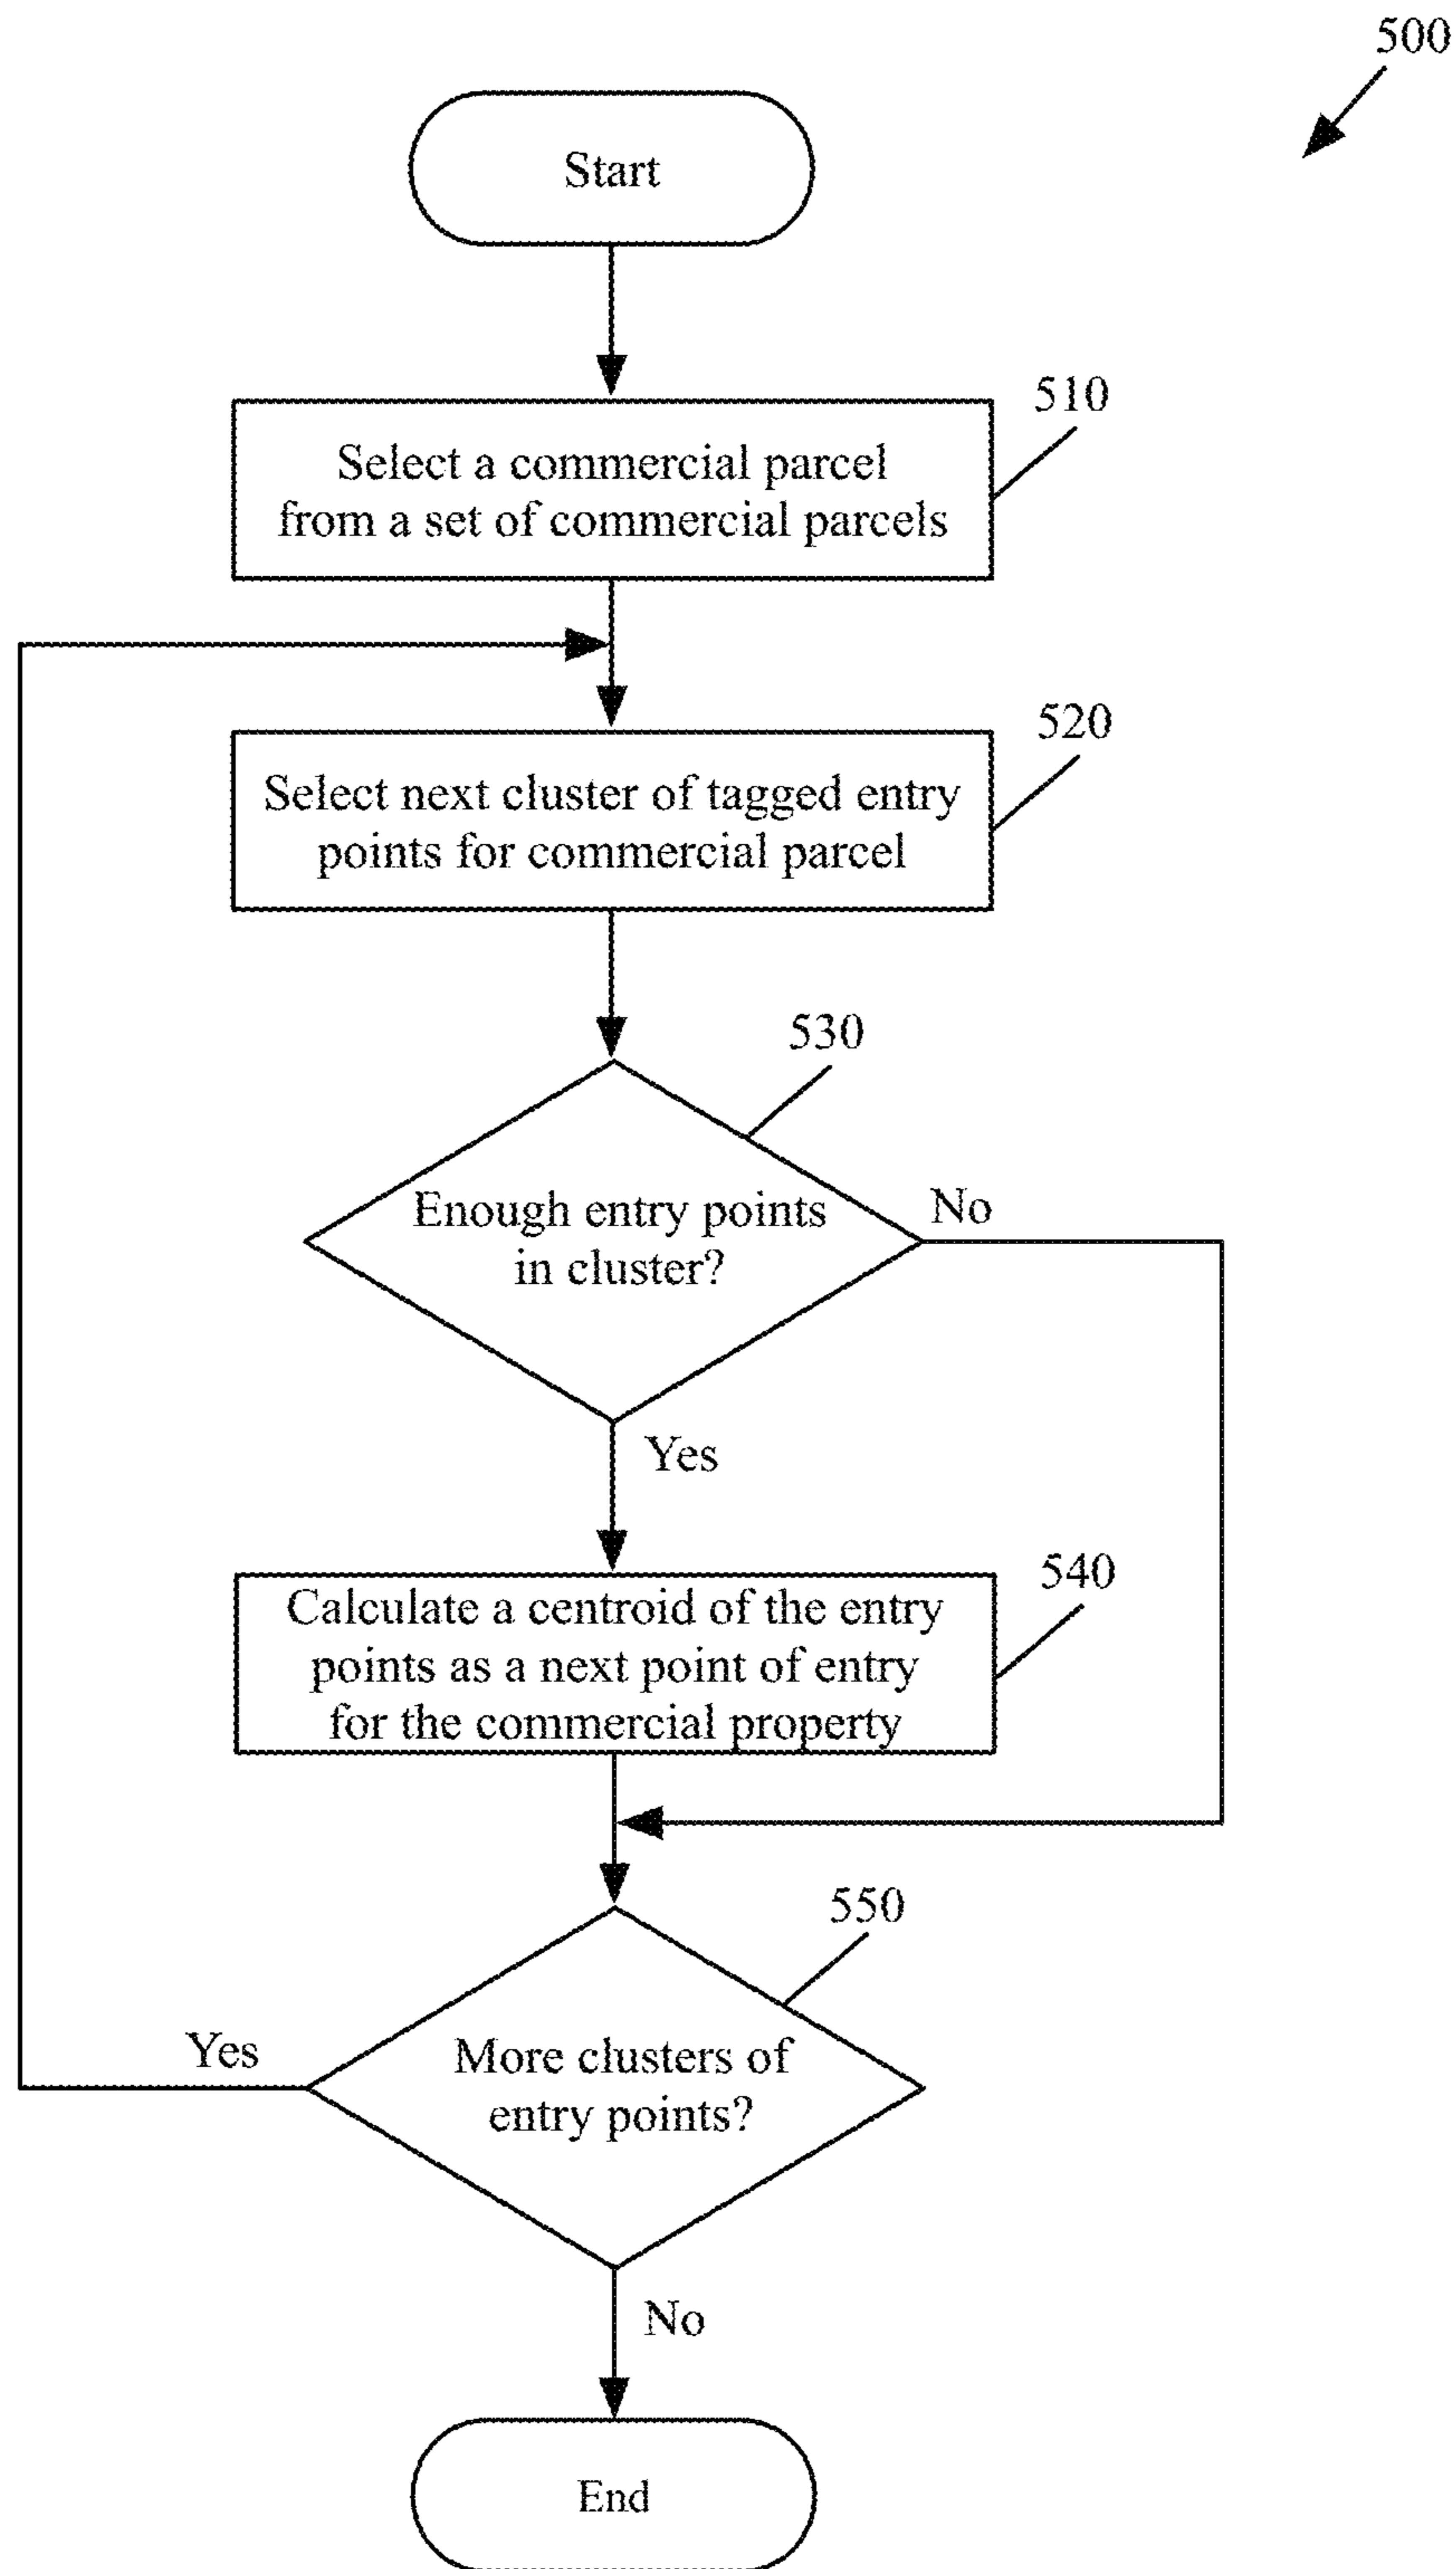 500
Start
510
Select a commercial parcel
from a set of commercial parcels
520
Select next cluster of tagged entry
points for commercial parcel
530
Enough entry points
in cluster?
No
Yes
540
Calculate a centroid of the entry
points as a next point of entry
for the commercial property
550
More clusters of
entry points?
Yes
No
End